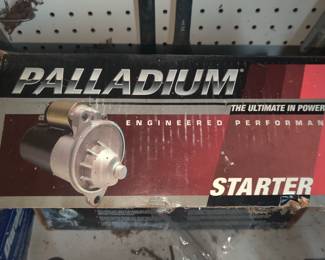 PALLADIUM®
THE ULTIMATE IN POWER
ENGINEERED PERFORMAN
STARTER